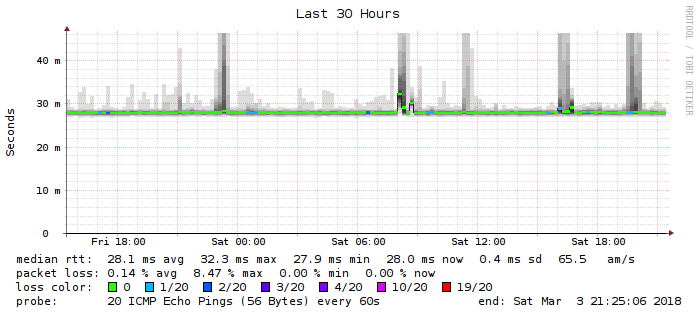 Last 30 Hours
RRDTOOL / TOBI OETIKER
Seconds
40 m
30 m
20 m
10 m
0
Fri 18:00 Sat 00:00 Sat 06:00 Sat 12:00 Sat 18:00
median rtt: 28.1 ms avg 32.3 ms max 27.9 ms min 28.0 ms now 0.4 ms sd 65.5 am/s
packet loss: 0.14 % avg 8.47 % max 0.00 % min 0.00 % now
loss color: 0 1/20 2/20 3/20 4/20 10/20 19/20
probe: 20 ICMP Echo Pings (56 Bytes) every 60s end: Sat Mar 3 21:25:06 2018